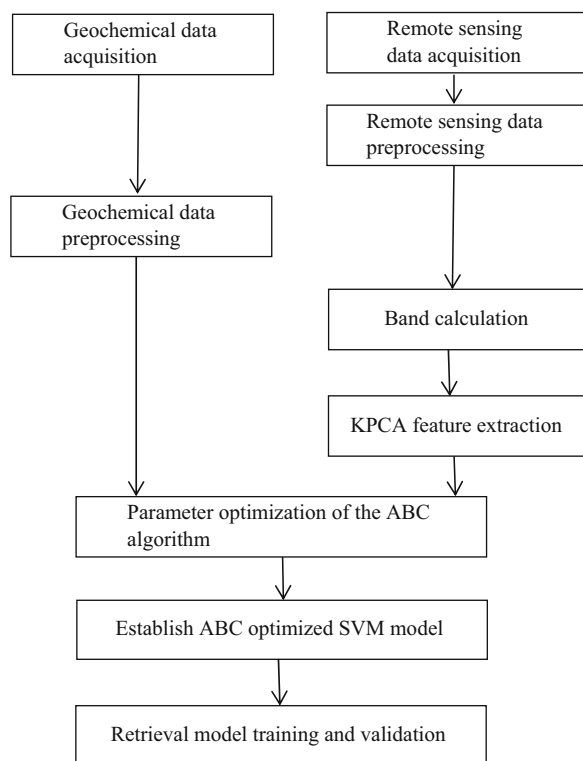 Geochemical data
acquisition
Remote sensing
data acquisition
Remote sensing data
preprocessing
Geochemical data
preprocessing
Band calculation
KPCA feature extraction
Parameter optimization of the ABC
algorithm
Establish ABC optimized SVM model
Retrieval model training and validation